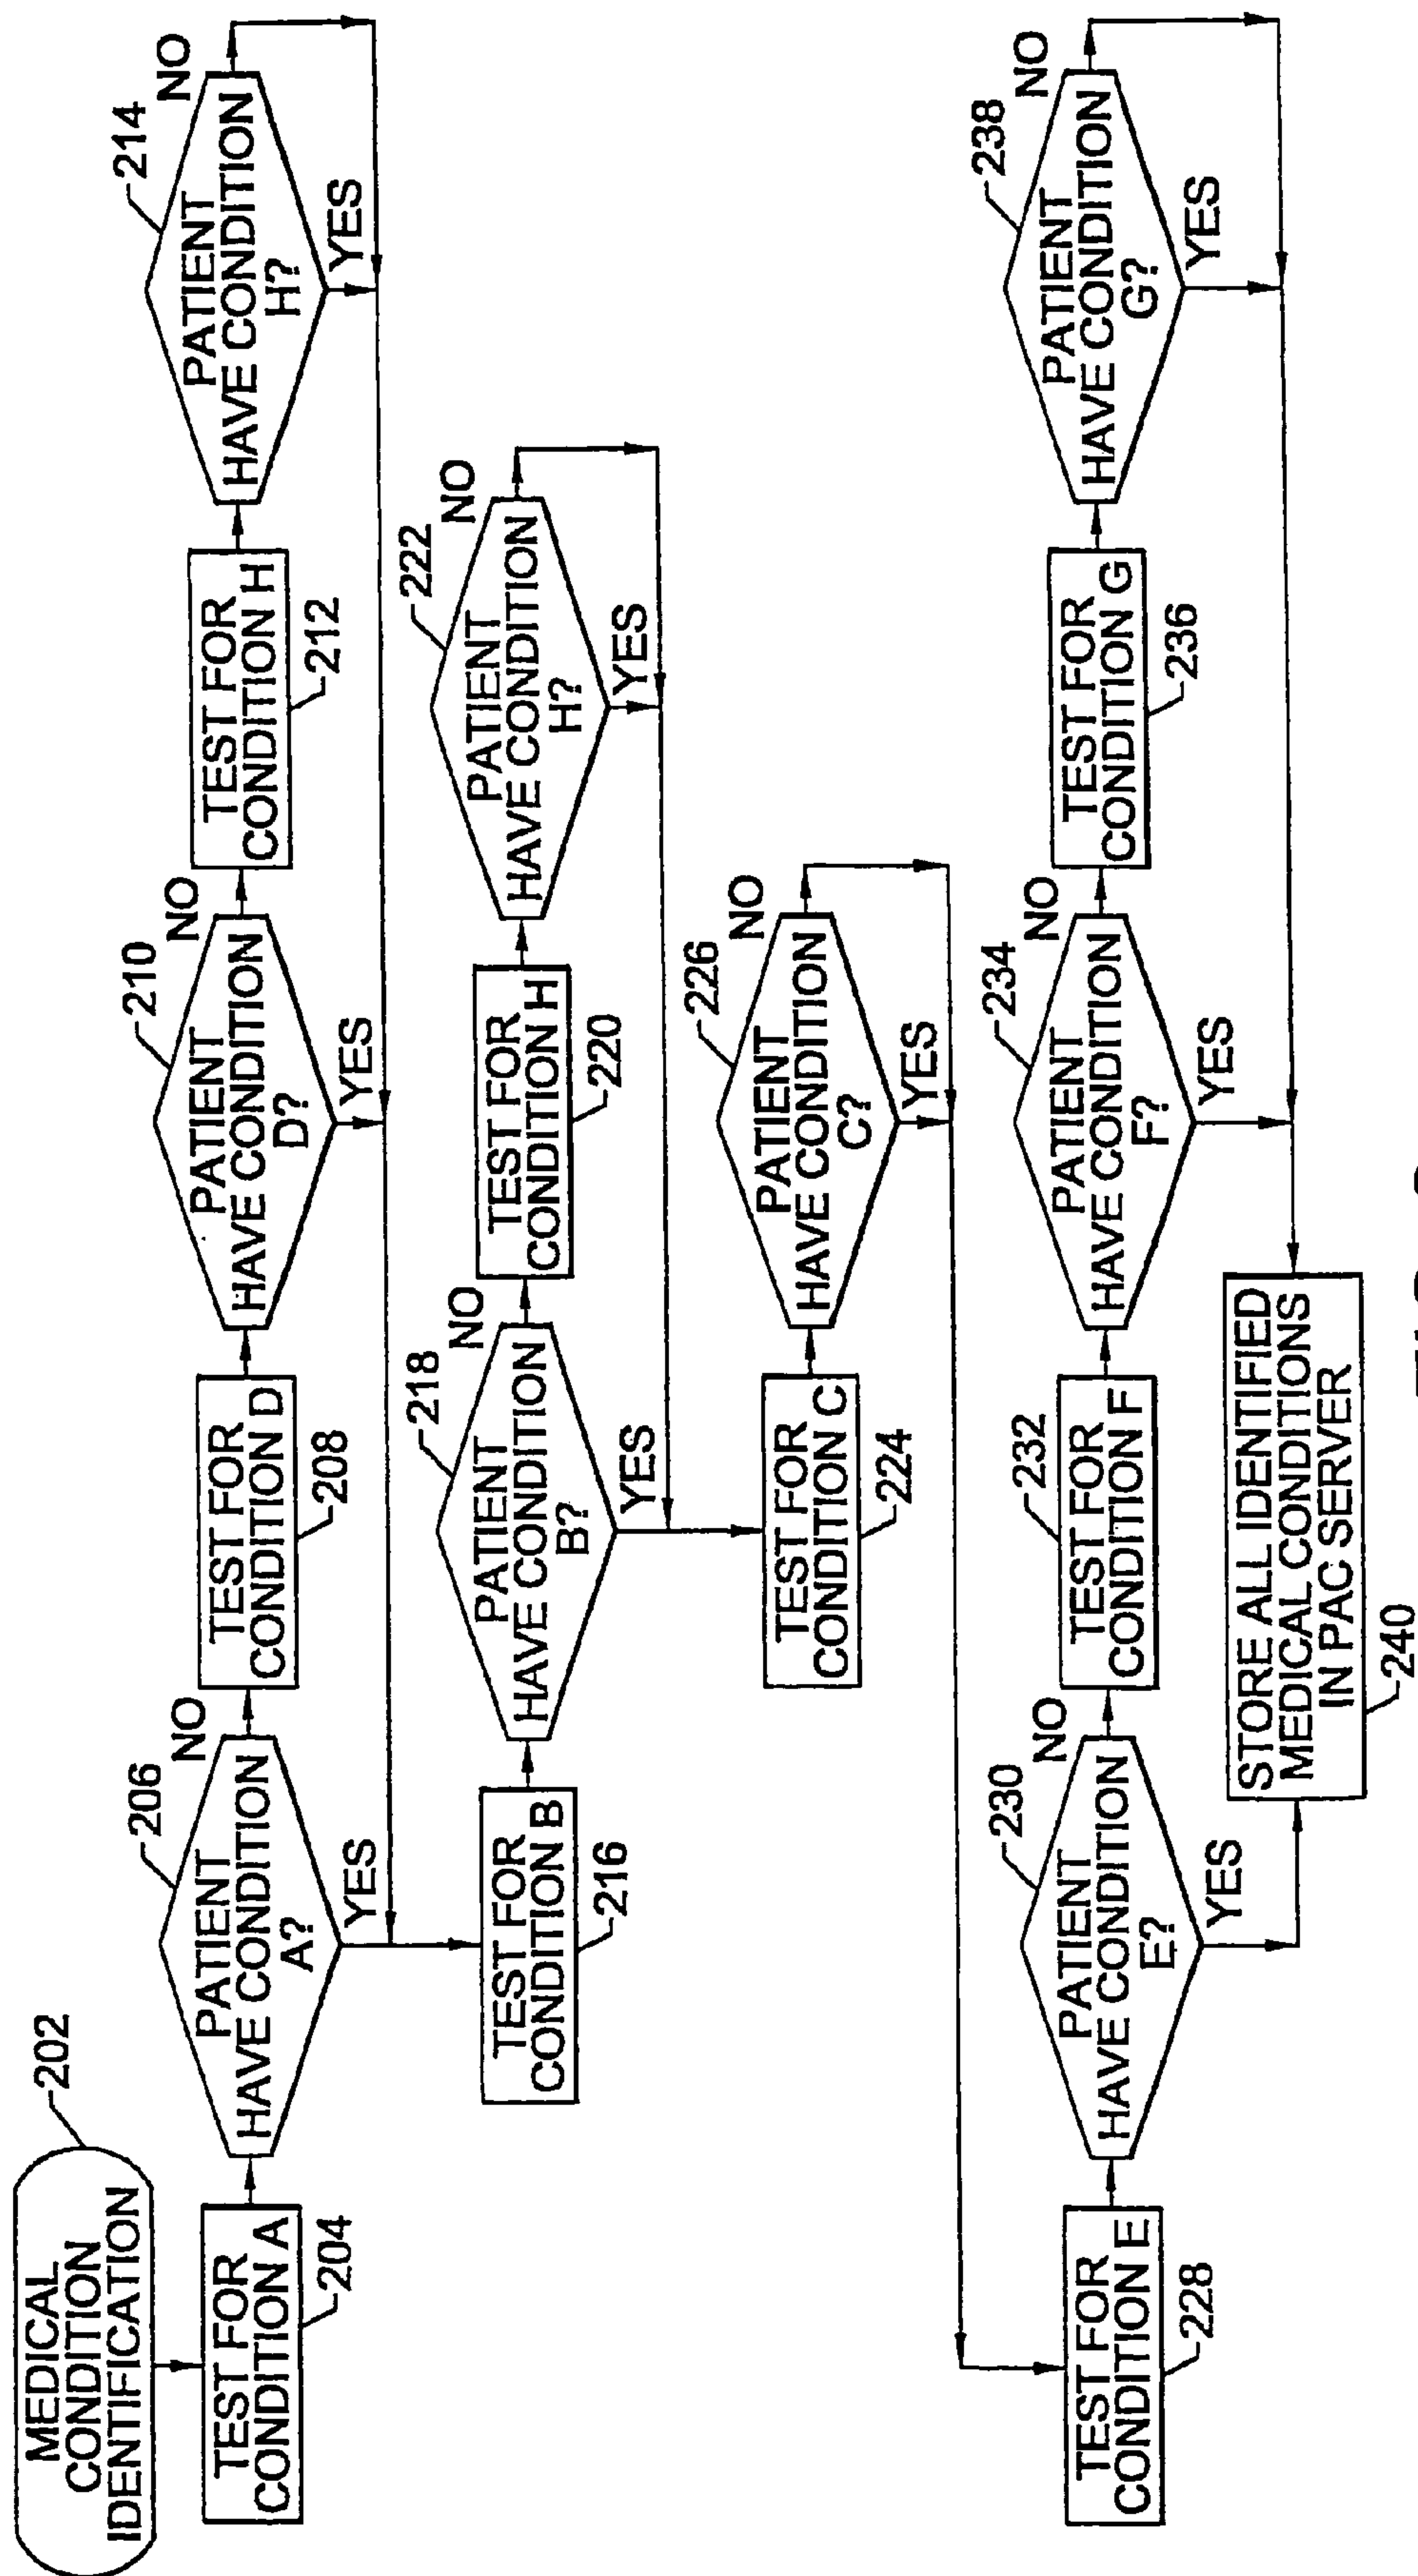 MEDICAL
CONDITION
IDENTIFICATION
202
TEST FOR
CONDITION A
204
PATIENT
HAVE CONDITION
A?
206
NO
YES
TEST FOR
CONDITION D
208
PATIENT
HAVE CONDITION
D?
210
NO
YES
TEST FOR
CONDITION H
212
PATIENT
HAVE CONDITION
H?
214
NO
YES
TEST FOR
CONDITION B
216
PATIENT
HAVE CONDITION
B?
218
NO
YES
TEST FOR
CONDITION H
220
PATIENT
HAVE CONDITION
H?
222
NO
YES
TEST FOR
CONDITION C
224
PATIENT
HAVE CONDITION
C?
226
NO
YES
TEST FOR
CONDITION E
228
PATIENT
HAVE CONDITION
E?
230
NO
YES
TEST FOR
CONDITION F
232
PATIENT
HAVE CONDITION
F?
234
NO
YES
TEST FOR
CONDITION G
236
PATIENT
HAVE CONDITION
G?
238
NO
YES
STORE ALL IDENTIFIED
MEDICAL CONDITIONS
IN PAC SERVER
240